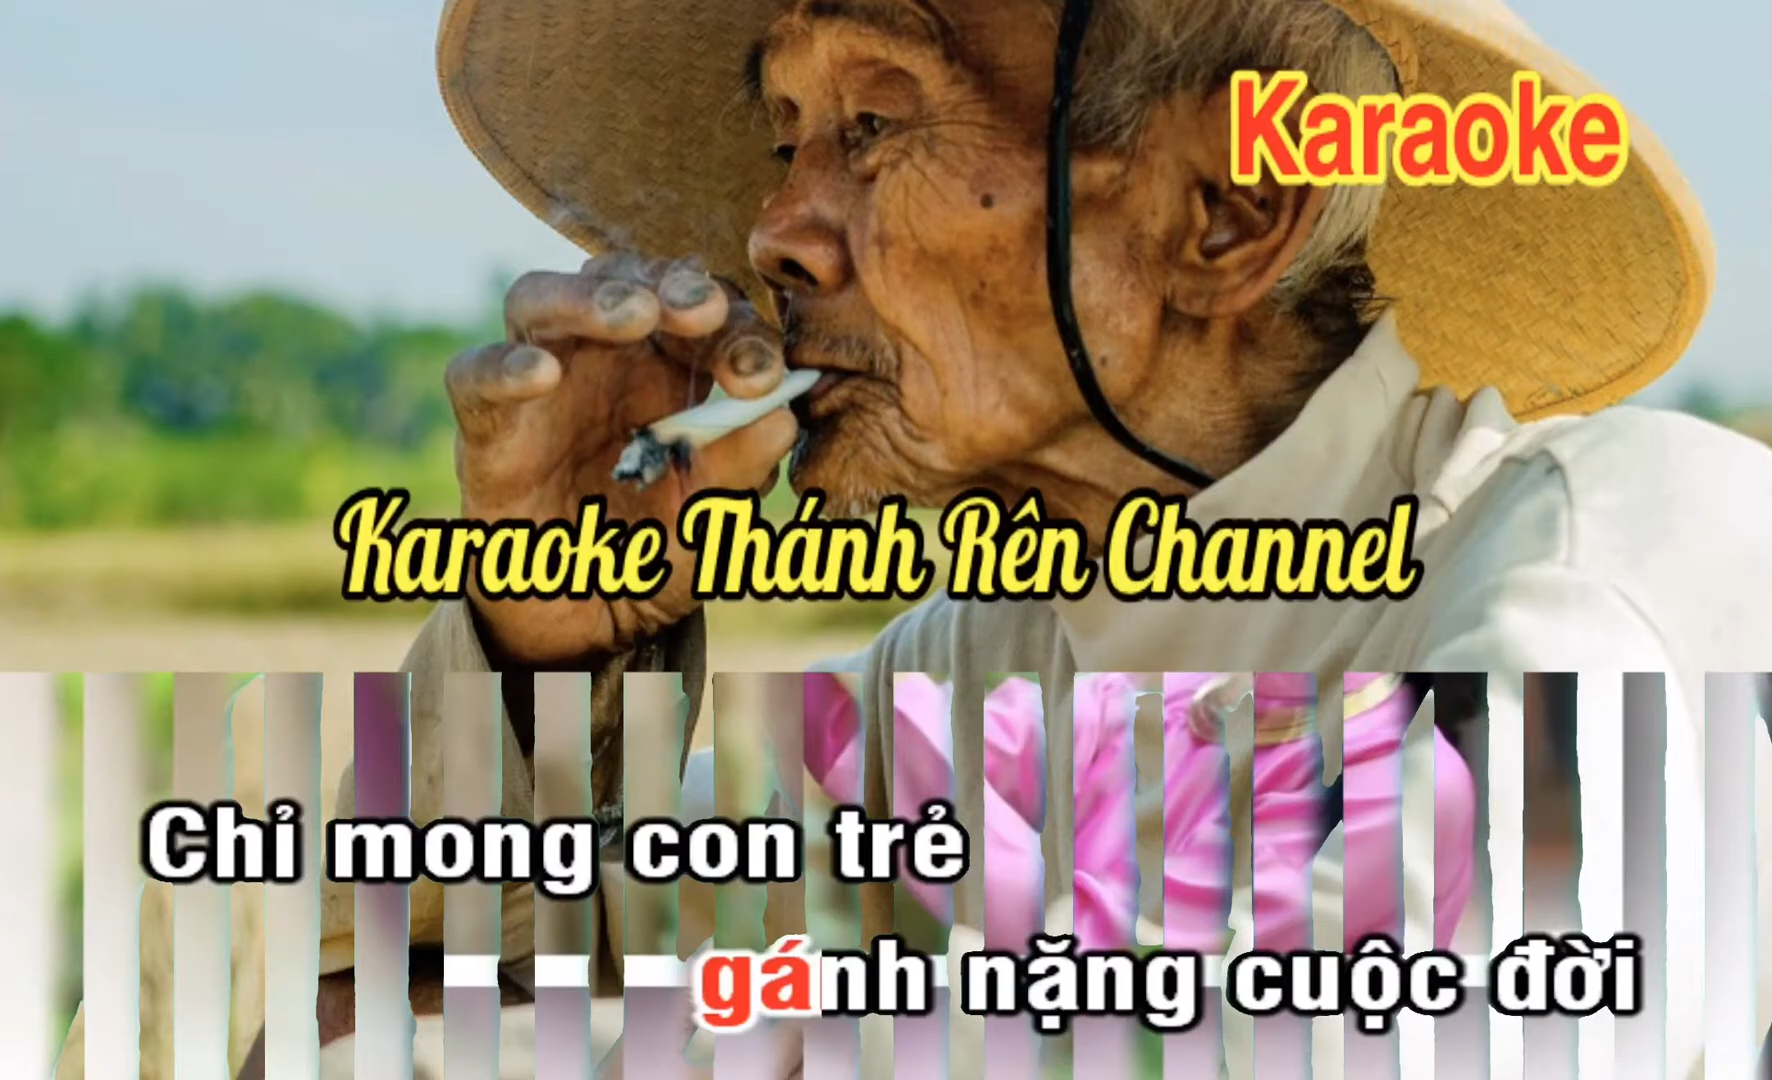 Karaoke
Karaoke Thánh Rên Channel
Chỉ mong con trẻ
gánh nặng cuộc đời